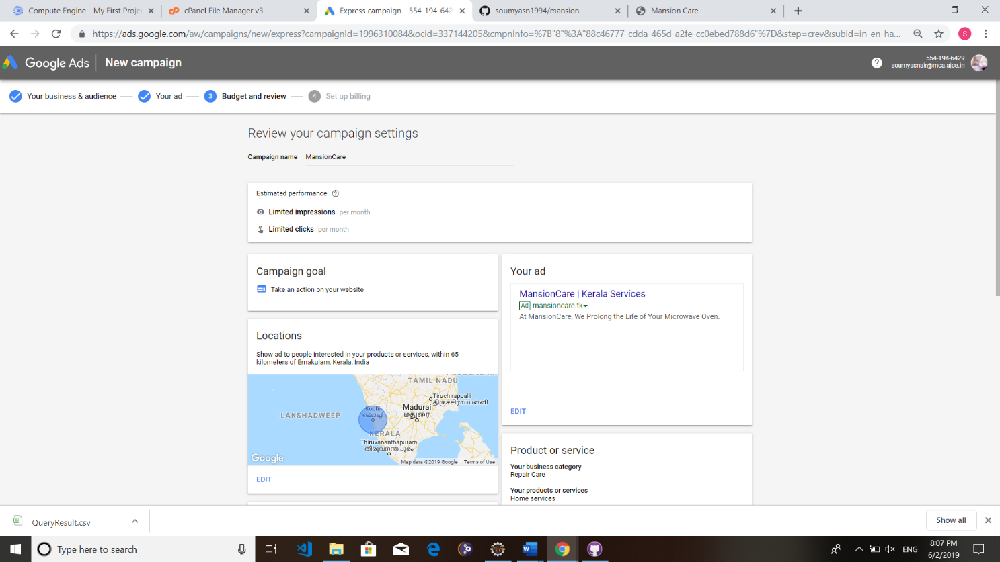 Compute Engine - My First Projec
cPanel File Manager v3
Express campaign - 554-194-642
soumyasn1994/mansion
Mansion Care
https://ads.google.com/aw/campaigns/new/express?campaignId=1996310084&ocid=337144205&cmpnInfo=%7B"8"%3A"88c46777-cdda-465d-a2fe-cc0ebed788d6"%7D&step=crev&subid=in-en-ha...
S
Google Ads
New campaign
?
554-194-6429
soumyasnair@mca.ajce.in
Your business & audience
Your ad
3 Budget and review
4 Set up billing
Review your campaign settings
Campaign name MansionCare
Estimated performance ?
Limited impressions per month
Limited clicks per month
Campaign goal
Take an action on your website
Your ad
MansionCare | Kerala Services
Ad mansioncare.tk
At MansionCare, We Prolong the Life of Your Microwave Oven.
EDIT
Locations
Show ad to people interested in your products or services, within 65
kilometers of Ernakulam, Kerala, India
TAMIL NADU
Tiruchirappalli
திருச்சிராப்பள்ளி
LAKSHADWEEP
Kochi
കൊച്ചി
Madurai
மதுரை
KERALA
Thiruvananthapuram
തിരുവനന്തപുരം
Google
Map data ©2019 Google
Terms of Use
EDIT
Product or service
Your business category
Repair Care
Your products or services
Home services
QueryResult.csv
Show all
Type here to search
ENG
8:07 PM
6/2/2019